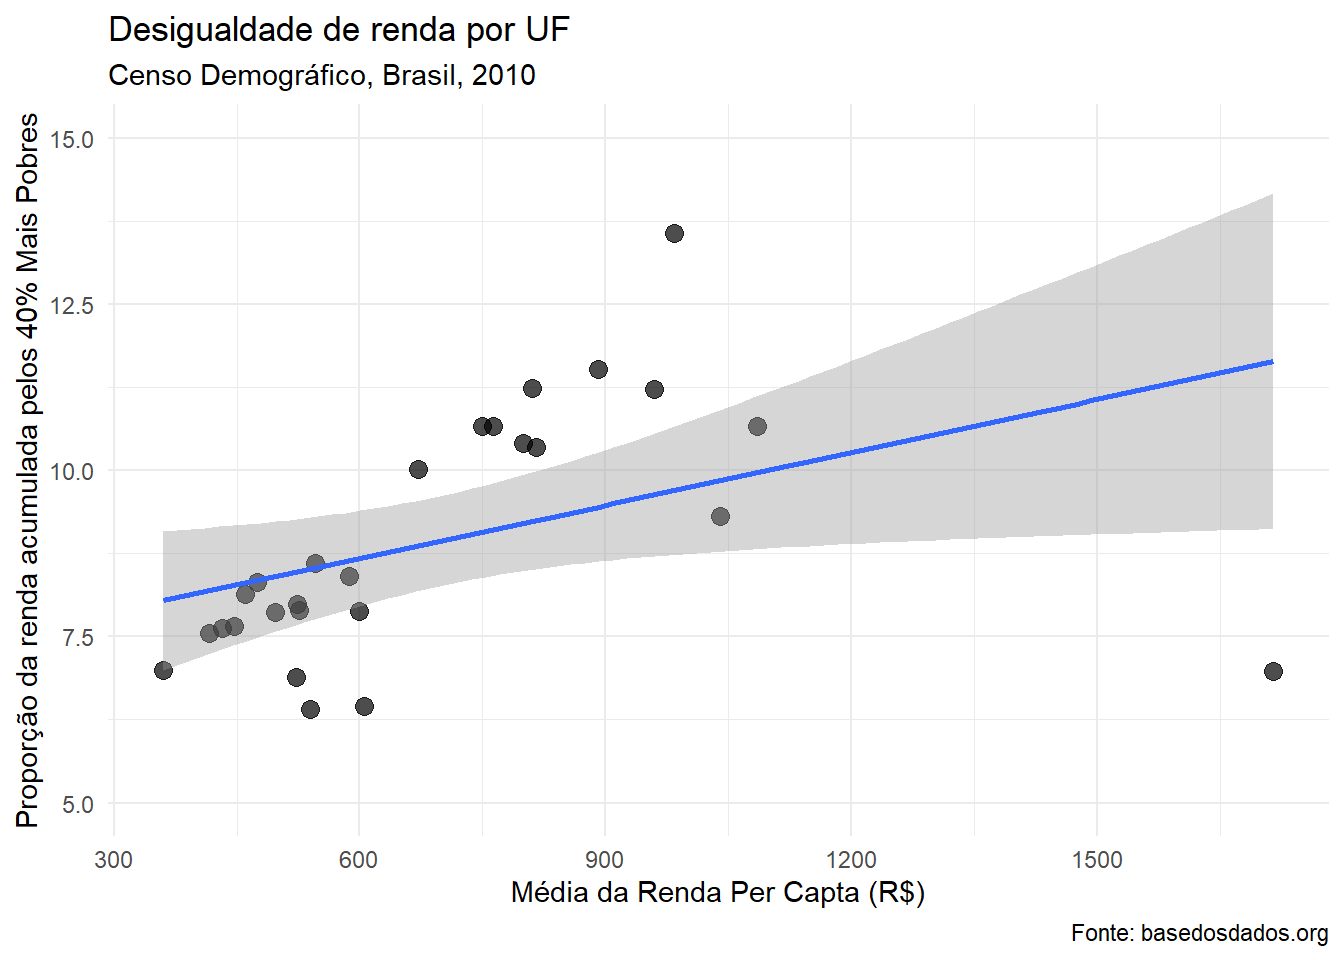 Desigualdade de renda por UF
Censo Demográfico, Brasil, 2010
Proporção da renda acumulada pelos 40% Mais Pobres
15.0
12.5
10.0
7.5
5.0
300 600 900 1200 1500
Média da Renda Per Capta (R$)
Fonte: basedosdados.org